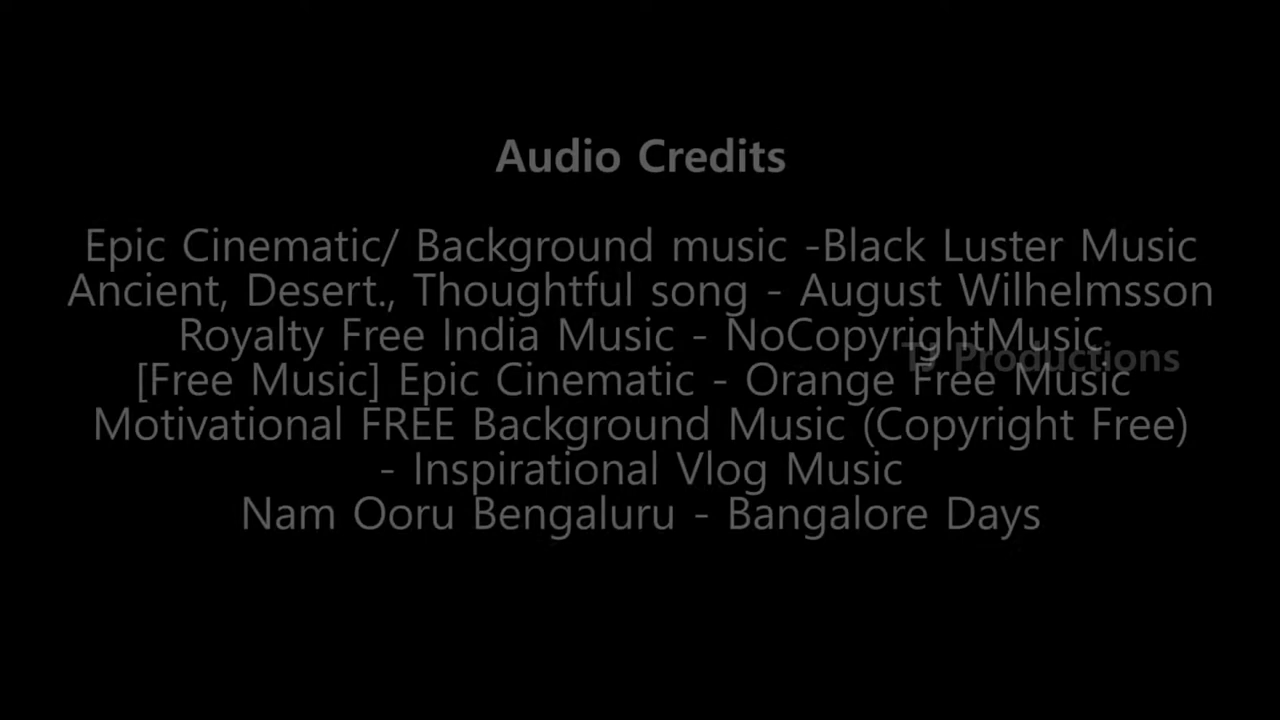 Audio Credits
Epic Cinematic/ Background music -Black Luster Music
Ancient, Desert., Thoughtful song - August Wilhelmsson
Royalty Free India Music - NoCopyrightMusic
TJ Productions
[Free Music] Epic Cinematic - Orange Free Music
Motivational FREE Background Music (Copyright Free)
- Inspirational Vlog Music
Nam Ooru Bengaluru - Bangalore Days